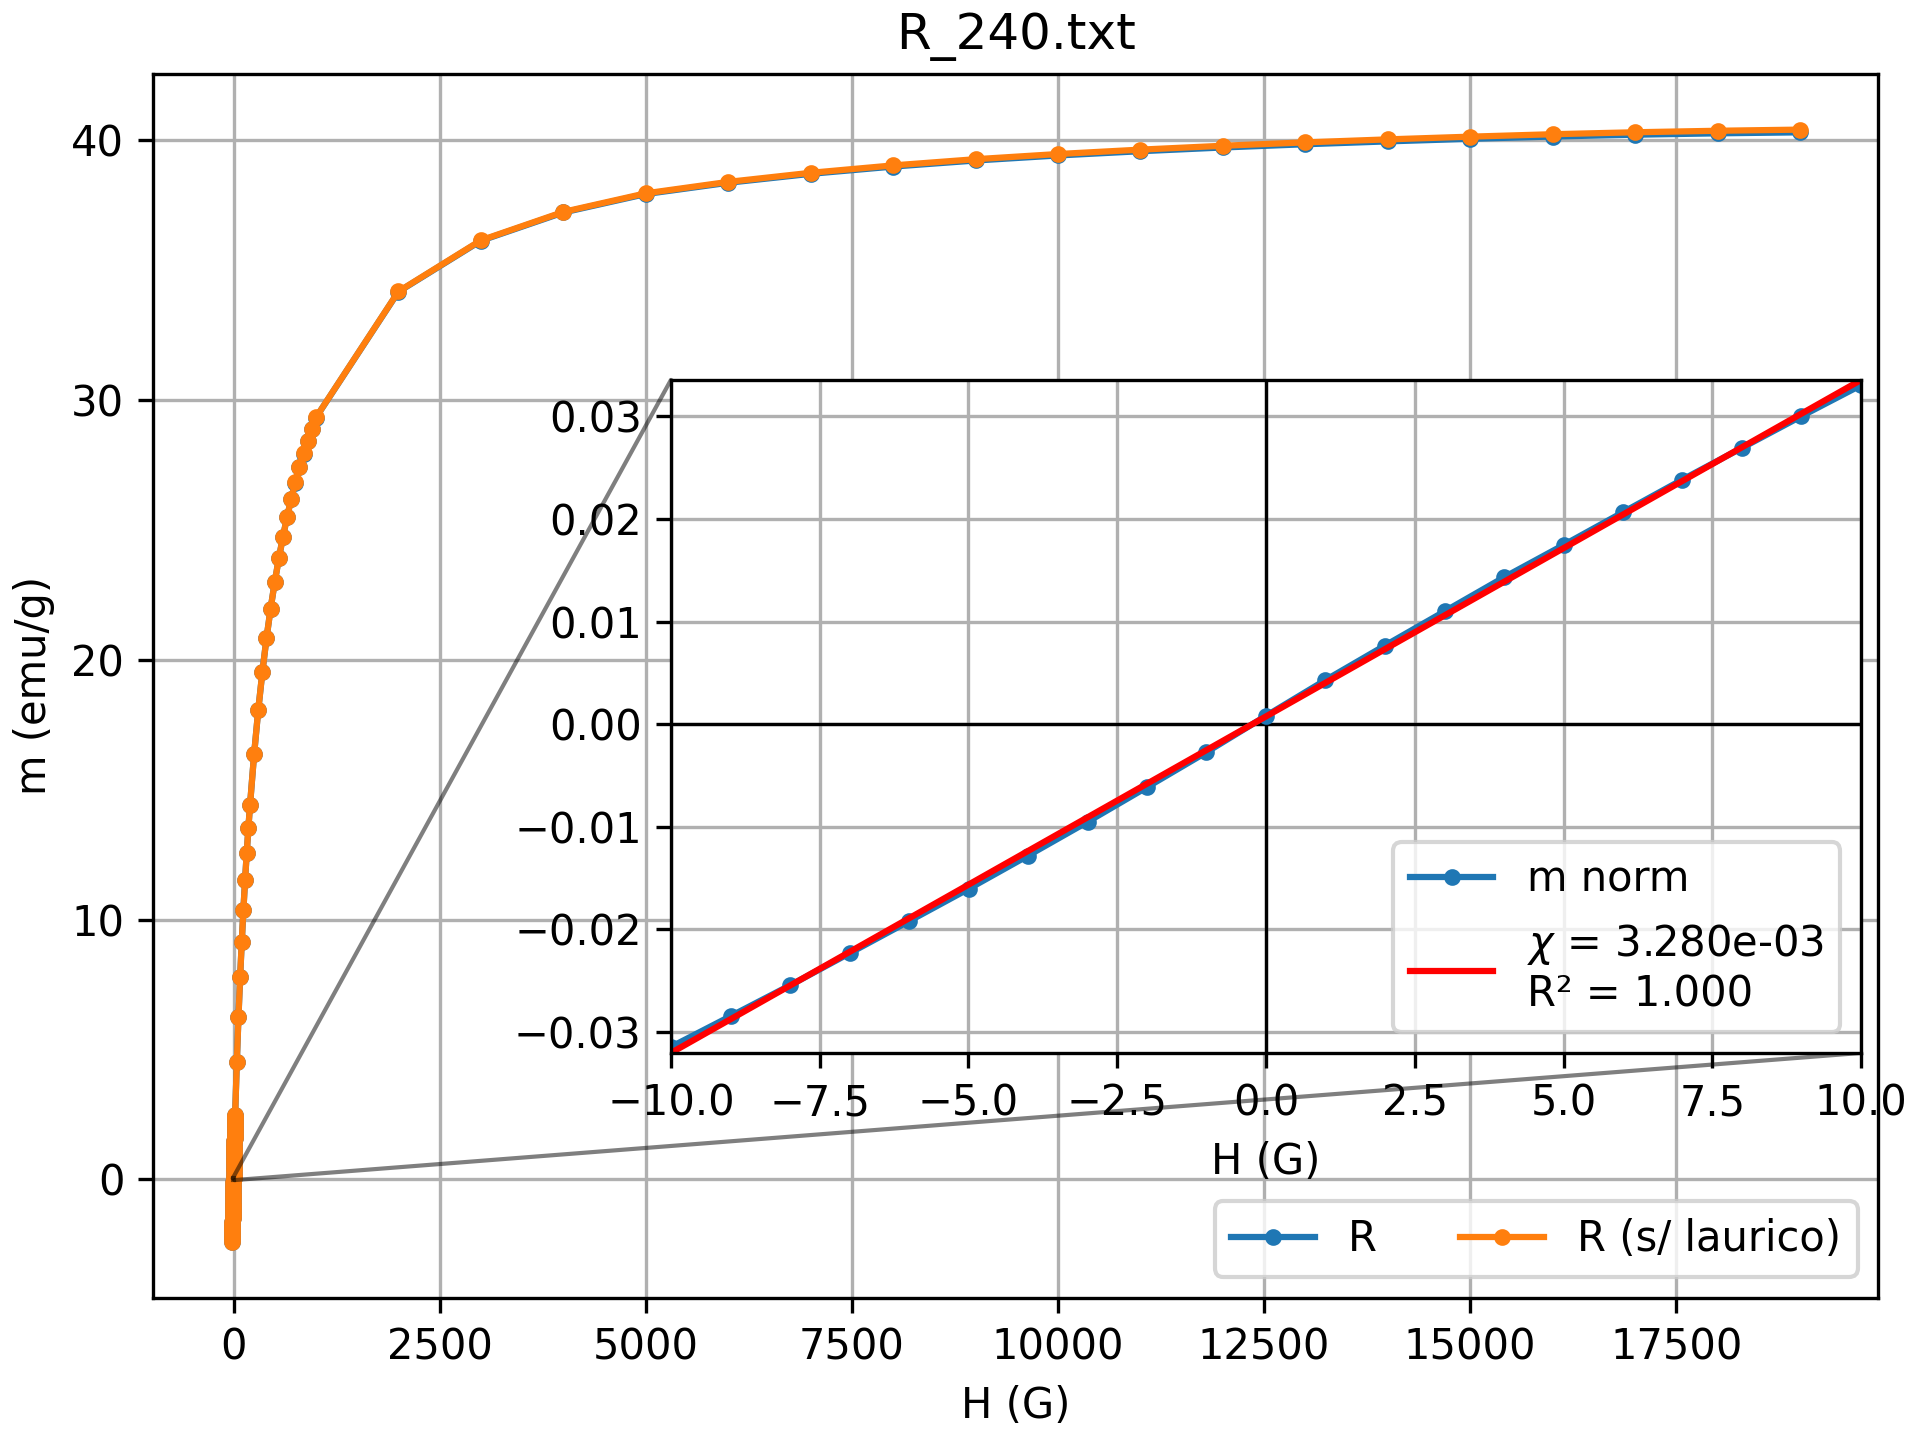 R_240.txt
40
30
20
10
0
m (emu/g)
0.03
0.02
0.01
0.00
−0.01
−0.02
−0.03
m norm
χ = 3.280e-03
R² = 1.000
−10.0 −7.5 −5.0 −2.5 0.0 2.5 5.0 7.5 10.0
H (G)
R R (s/ laurico)
0 2500 5000 7500 10000 12500 15000 17500
H (G)